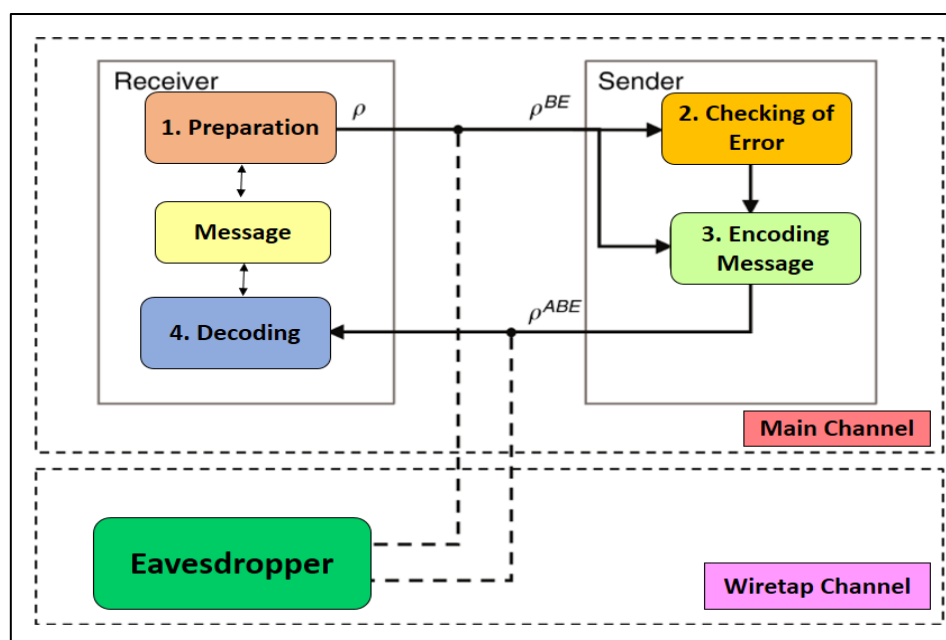 Receiver
1. Preparation
Message
4. Decoding
ρ
ρ^{BE}
ρ^{ABE}
Sender
2. Checking of
Error
3. Encoding
Message
Main Channel
Eavesdropper
Wiretap Channel